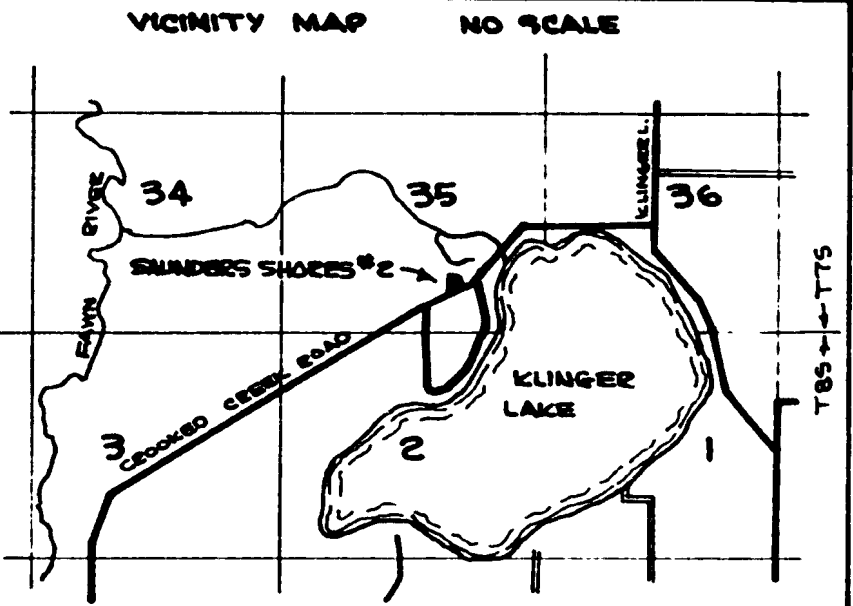 VICINITY MAP NO SCALE
KLINGER L.
34
35
36
FAWN RIVER
SAUNDERS SHORES #2
T8S ← ← T7S
CROOKED CREEK ROAD
KLINGER
LAKE
3
2
1